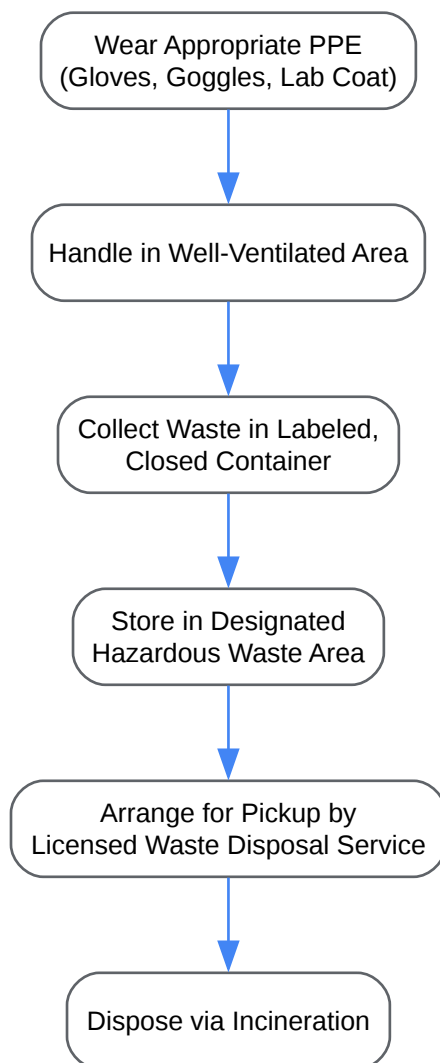 Wear Appropriate PPE
(Gloves, Goggles, Lab Coat)
Handle in Well-Ventilated Area
Collect Waste in Labeled,
Closed Container
Store in Designated
Hazardous Waste Area
Arrange for Pickup by
Licensed Waste Disposal Service
Dispose via Incineration